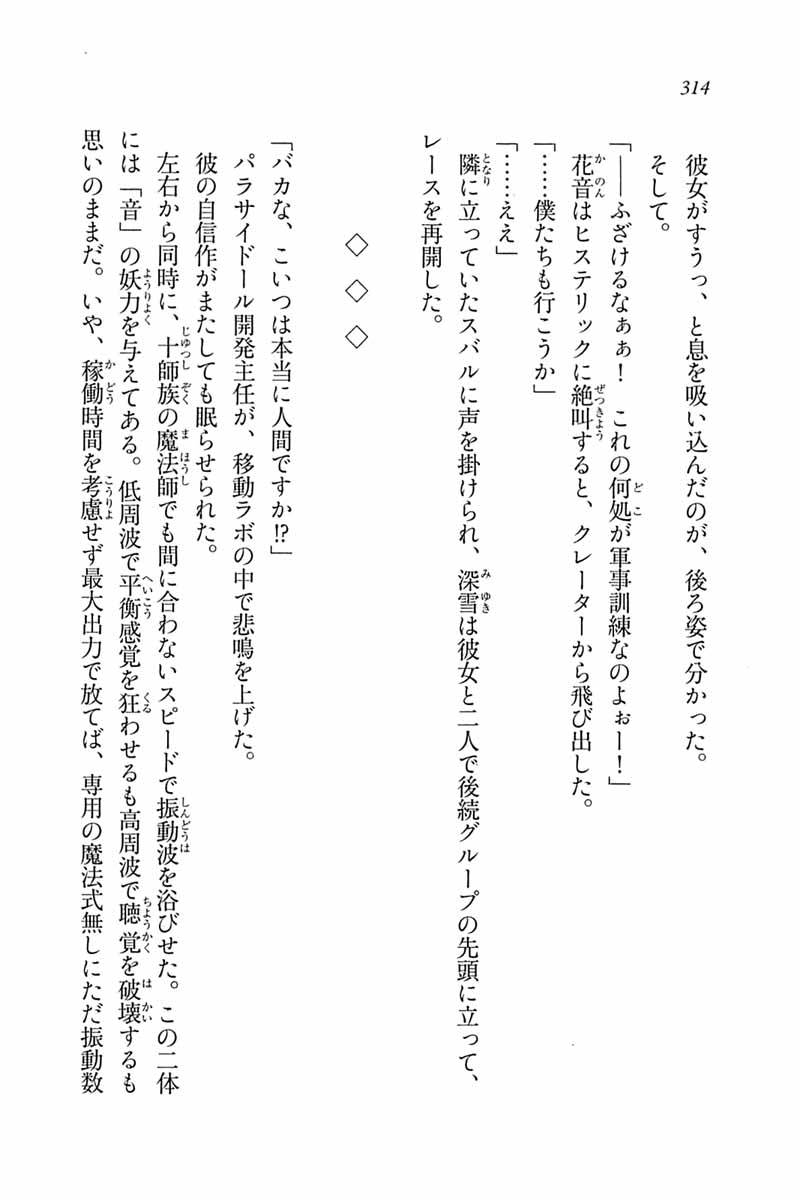 314
彼女がすうっ、と息を吸い込んだのが、後ろ姿で分かった。
そして。
「――ふざけるなぁぁ！　これの何処が軍事訓練なのよぉー！」
花音はヒステリックに絶叫すると、クレーターから飛び出した。
「……僕たちも行こうか」
「……ええ」
隣に立っていたスバルに声を掛けられ、深雪は彼女と二人で後続グループの先頭に立って、
レースを再開した。
◇　◇　◇
「バカな、こいつは本当に人間ですか!?」
パラサイドール開発主任が、移動ラボの中で悲鳴を上げた。
彼の自信作がまたしても眠らせられた。
左右から同時に、十師族の魔法師でも間に合わないスピードで振動波を浴びせた。この二体
には「音」の妖力を与えてある。低周波で平衡感覚を狂わせるも高周波で聴覚を破壊するも
思いのままだ。いや、稼働時間を考慮せず最大出力で放てば、専用の魔法式無しにただ振動数